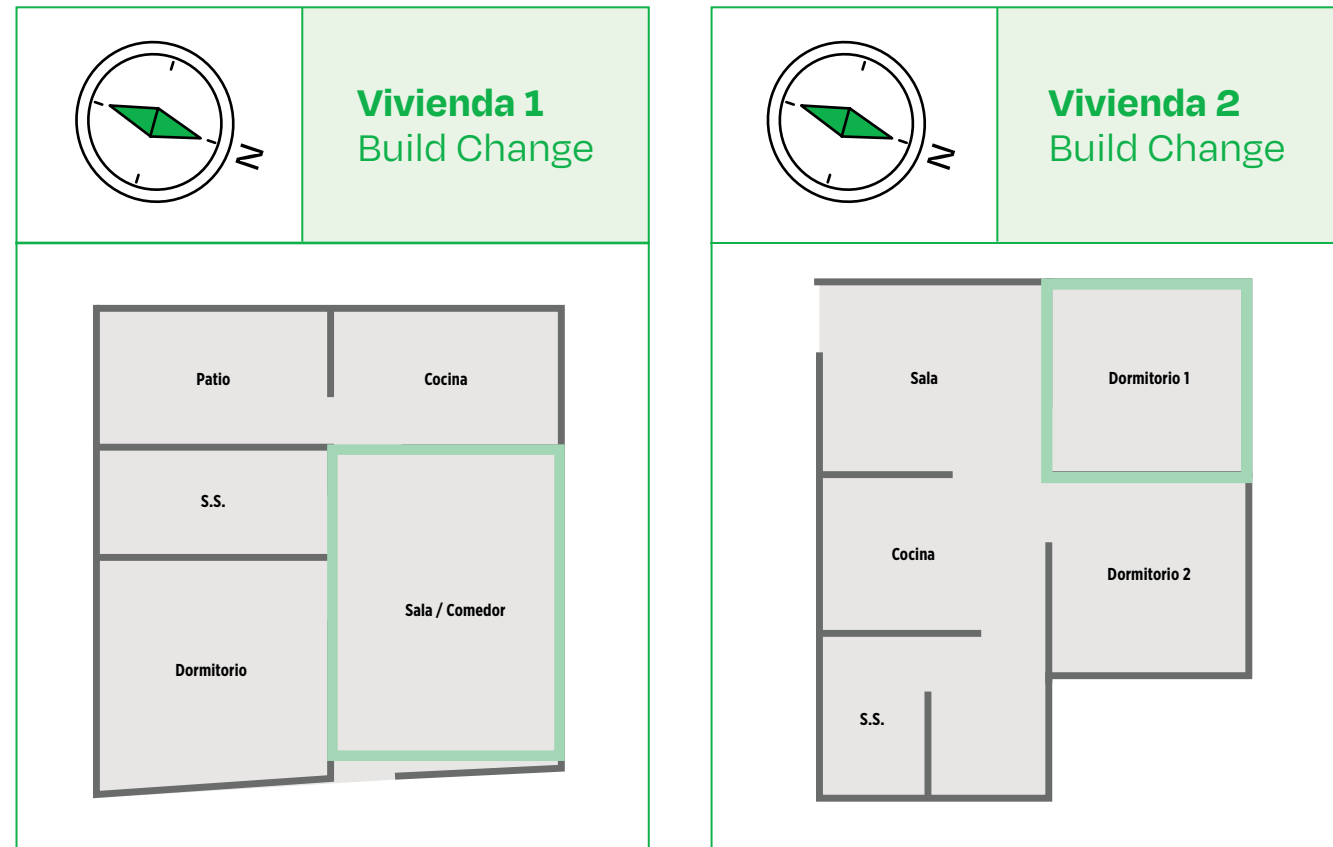 N
Vivienda 1
Build Change
Patio
Cocina
S.S.
Sala / Comedor
Dormitorio
N
Vivienda 2
Build Change
Sala
Dormitorio 1
Cocina
Dormitorio 2
S.S.